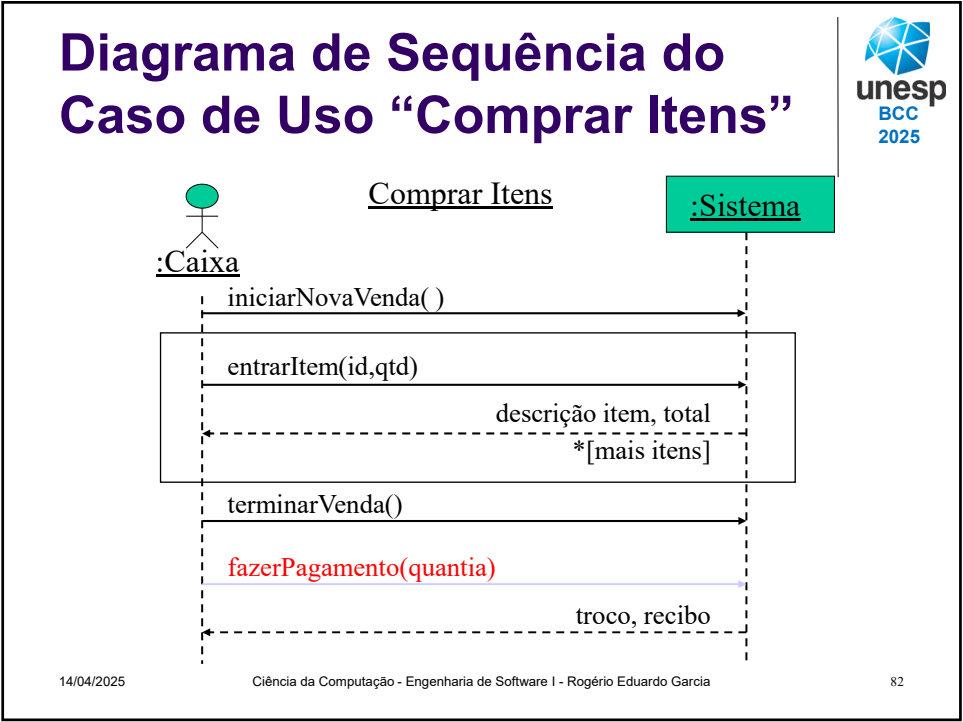 Diagrama de Sequência do
Caso de Uso “Comprar Itens”
unesp
BCC
2025
Comprar Itens
:Sistema
:Caixa
iniciarNovaVenda( )
entrarItem(id,qtd)
descrição item, total
*[mais itens]
terminarVenda()
fazerPagamento(quantia)
troco, recibo
14/04/2025 Ciência da Computação - Engenharia de Software I - Rogério Eduardo Garcia 82